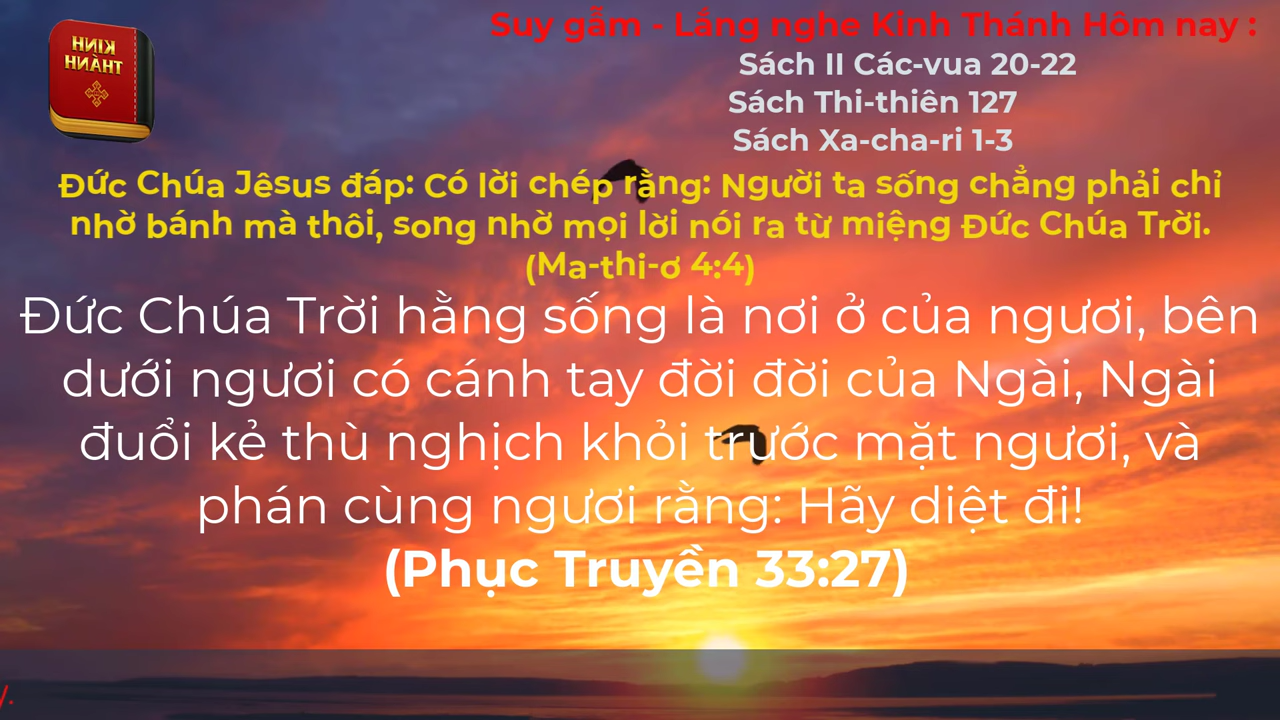 Suy gẫm - Lắng nghe Kinh Thánh Hôm nay :
KINH
THÁNH
Sách II Các-vua 20-22
Sách Thi-thiên 127
Sách Xa-cha-ri 1-3
Đức Chúa Jêsus đáp: Có lời chép rằng: Người ta sống chẳng phải chỉ
nhờ bánh mà thôi, song nhờ mọi lời nói ra từ miệng Đức Chúa Trời.
(Ma-thi-ơ 4:4)
Đức Chúa Trời hằng sống là nơi ở của ngươi, bên
dưới ngươi có cánh tay đời đời của Ngài, Ngài
đuổi kẻ thù nghịch khỏi trước mặt ngươi, và
phán cùng ngươi rằng: Hãy diệt đi!
(Phục Truyền 33:27)